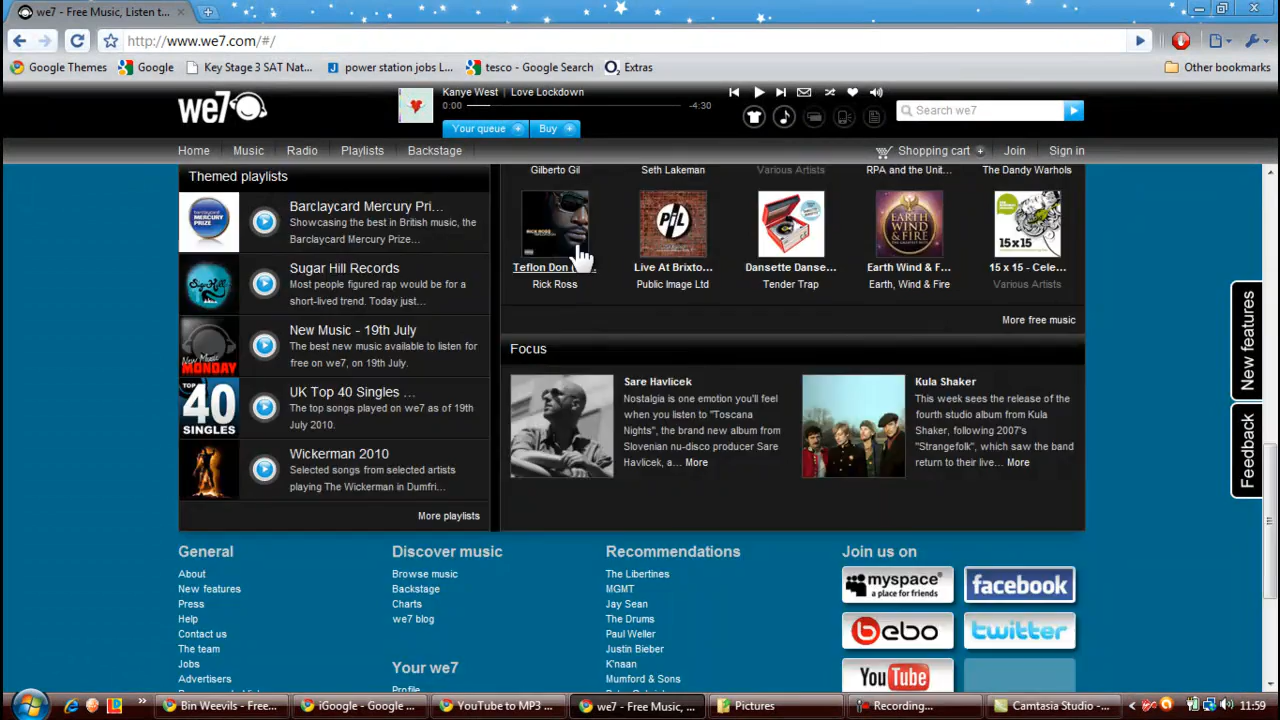 we7 - Free Music, Listen t...
http://www.we7.com/#/
Google Themes
Google
Key Stage 3 SAT Nat...
power station jobs L...
tesco - Google Search
Extras
Other bookmarks
we7
Kanye West | Love Lockdown
0:00
-4:30
Your queue
Buy
Search we7
Home
Music
Radio
Playlists
Backstage
Shopping cart
Join
Sign in
Themed playlists
Barclaycard Mercury Pri...
Showcasing the best in British music, the
Barclaycard Mercury Prize...
Sugar Hill Records
Most people figured rap would be for a
short-lived trend. Today just...
New Music - 19th July
The best new music available to listen for
free on we7, on 19th July.
NEW MUSIC
MONDAY
UK Top 40 Singles ...
The top songs played on we7 as of 19th
July 2010.
TOP
40
SINGLES
Wickerman 2010
Selected songs from selected artists
playing The Wickerman in Dumfri...
More playlists
Gilberto Gil
Seth Lakeman
Various Artists
RPA and the Unit...
The Dandy Warhols
RICK ROSS
PiL
EARTH
WIND
& FIRE
15 x 15
Teflon Don
Live At Brixto...
Dansette Danse...
Earth Wind & F...
15 x 15 - Cele...
Rick Ross
Public Image Ltd
Tender Trap
Earth, Wind & Fire
Various Artists
More free music
Focus
Sare Havlicek
Nostalgia is one emotion you'll feel
when you listen to "Toscana
Nights", the brand new album from
Slovenian nu-disco producer Sare
Havlicek, a... More
Kula Shaker
This week sees the release of the
fourth studio album from Kula
Shaker, following 2007's
"Strangefolk", which saw the band
return to their live... More
New features
Feedback
General
About
New features
Press
Help
Contact us
The team
Jobs
Advertisers
Discover music
Browse music
Backstage
Charts
we7 blog
Your we7
Profile
Recommendations
The Libertines
MGMT
Jay Sean
The Drums
Paul Weller
Justin Bieber
K'naan
Mumford & Sons
Join us on
myspace
a place for friends
facebook
bebo
twitter
YouTube
Bin Weevils - Free...
iGoogle - Google ...
YouTube to MP3 ...
we7 - Free Music, ...
Pictures
Recording...
Camtasia Studio -...
11:59